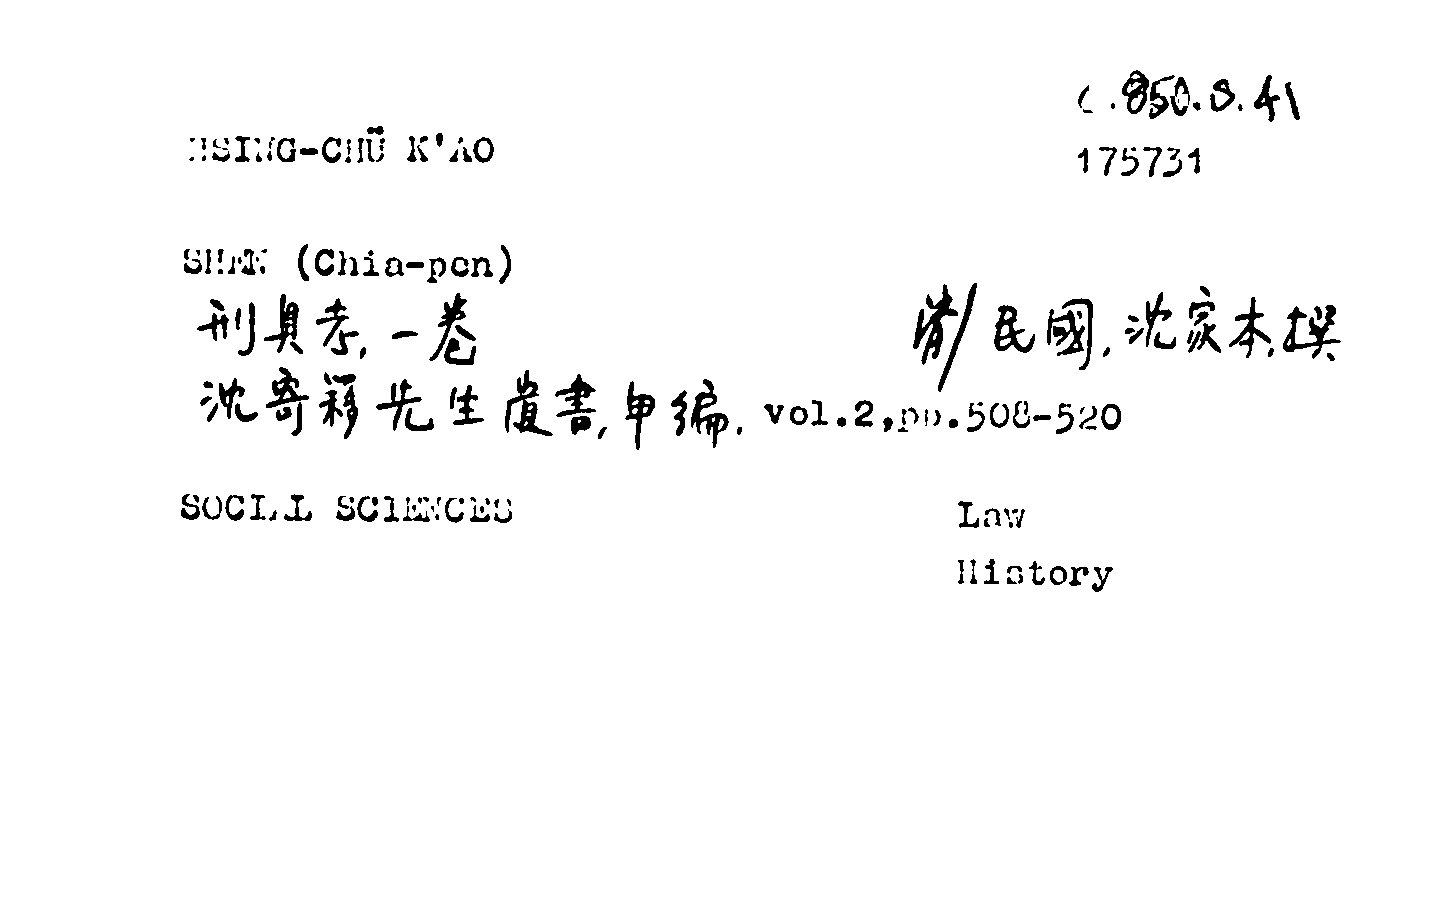 C.850.S.41
HSING-CHÜ K'AO
175731
SHEN (Chia-pen)
刑具考, 一卷 清/民國, 沈家本, 撰
沈寄簃先生遺書, 甲編. vol.2,pp.508-520
SOCIAL SCIENCES Law
History